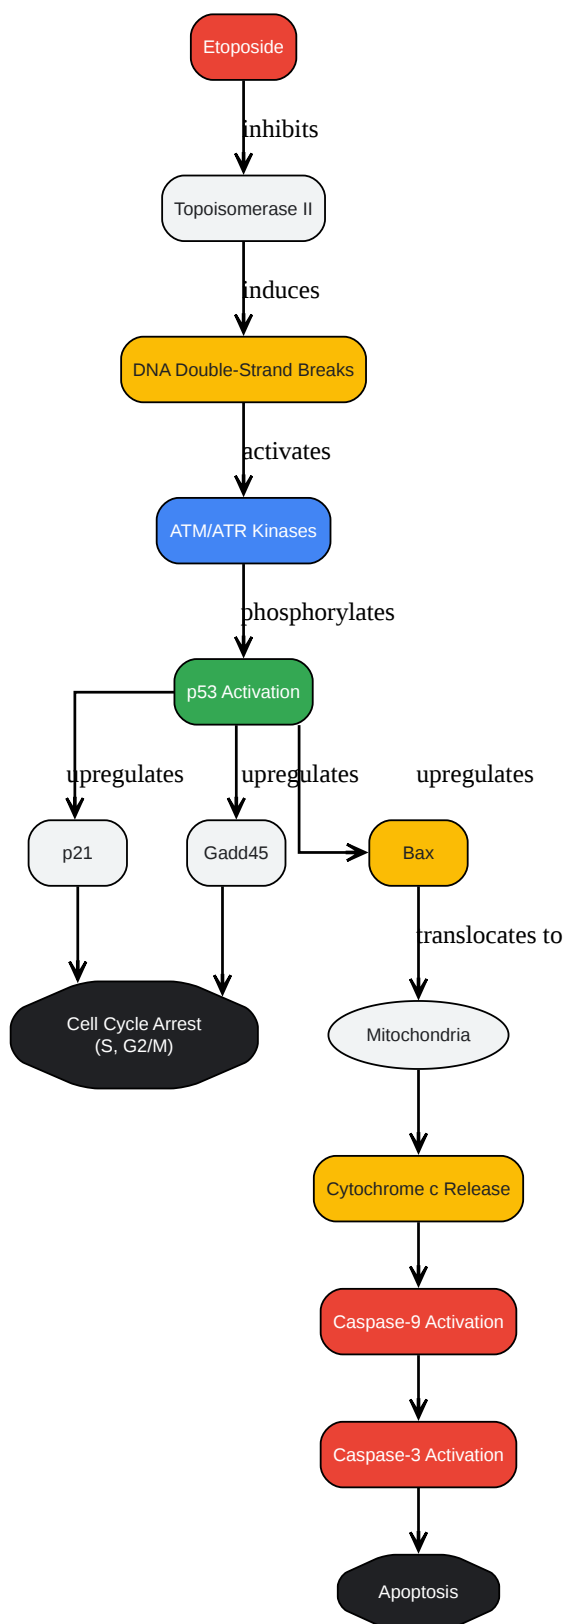 Etoposide
inhibits
Topoisomerase II
induces
DNA Double-Strand Breaks
activates
ATM/ATR Kinases
phosphorylates
p53 Activation
upregulates
upregulates
upregulates
p21
Gadd45
Bax
translocates to
Cell Cycle Arrest
(S, G2/M)
Mitochondria
Cytochrome c Release
Caspase-9 Activation
Caspase-3 Activation
Apoptosis